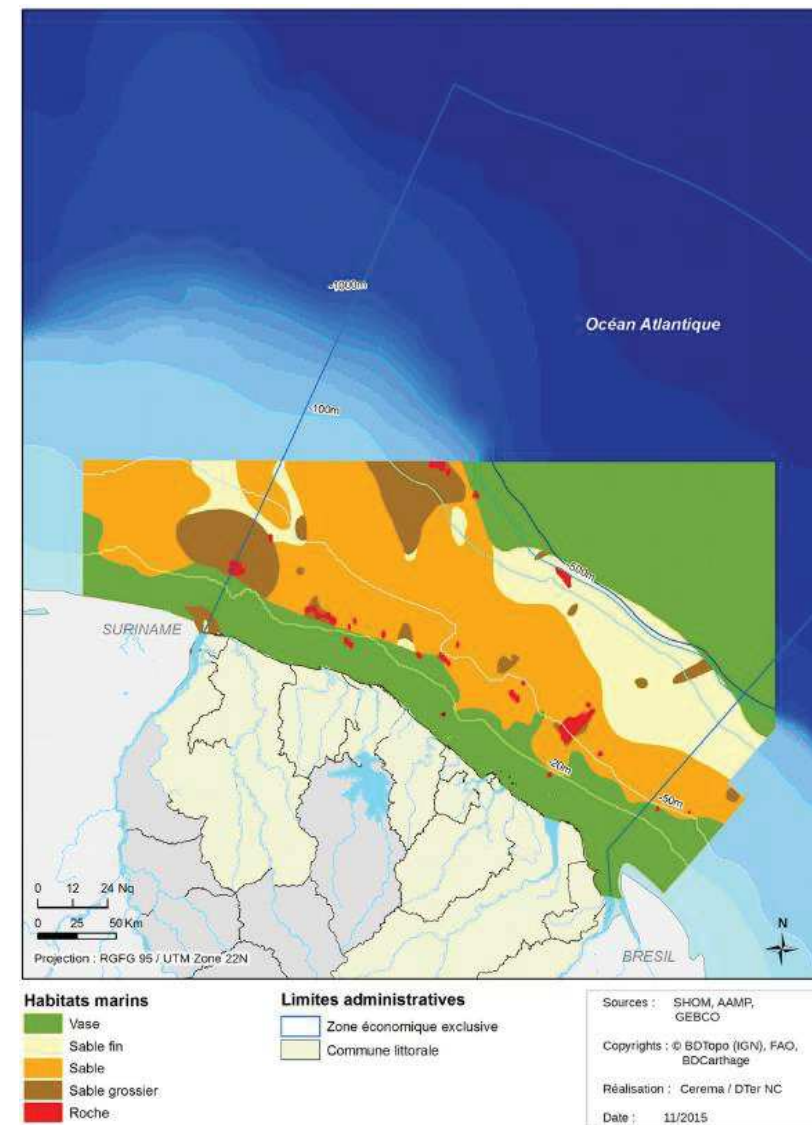 -1000m
Océan Atlantique
-100m
-500m
SURINAME
-20m
-50m
0 12 24 Nq
0 25 50 Km
Projection : RGFG 95 / UTM Zone 22N
N
BRESIL
Habitats marins
Vase
Sable fin
Sable
Sable grossier
Roche
Limites administratives
Zone économique exclusive
Commune littorale
Sources : SHOM, AAMP,
GEBCO
Copyrights : © BDTopo (IGN), FAO,
BDCarthage
Réalisation : Cerema / DTer NC
Date : 11/2015